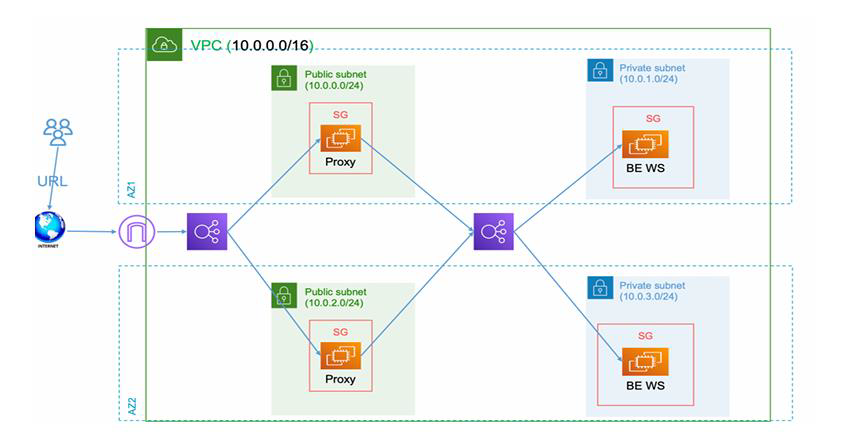 VPC (10.0.0.0/16)
Public subnet
(10.0.0.0/24)
Private subnet
(10.0.1.0/24)
SG
Proxy
SG
BE WS
URL
AZ1
INTERNET
Public subnet
(10.0.2.0/24)
Private subnet
(10.0.3.0/24)
SG
Proxy
SG
BE WS
AZ2